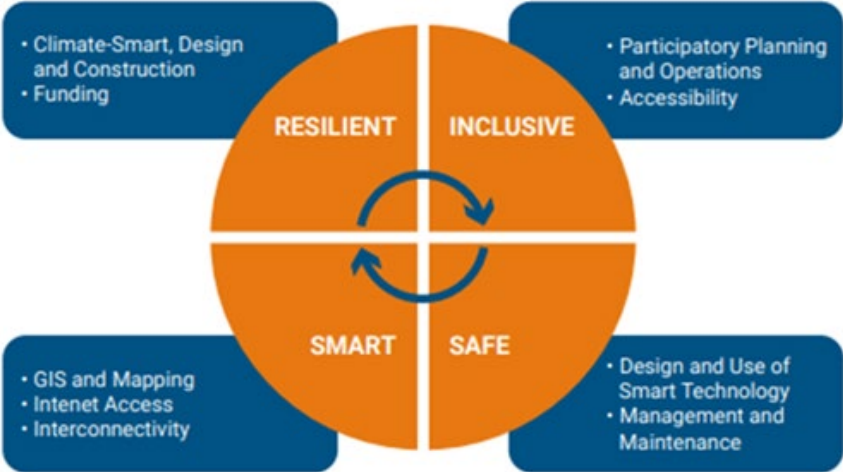 • Climate-Smart, Design
and Construction
• Funding
• Participatory Planning
and Operations
• Accessibility
RESILIENT
INCLUSIVE
SMART
SAFE
• GIS and Mapping
• Intenet Access
• Interconnectivity
• Design and Use of
Smart Technology
• Management and
Maintenance